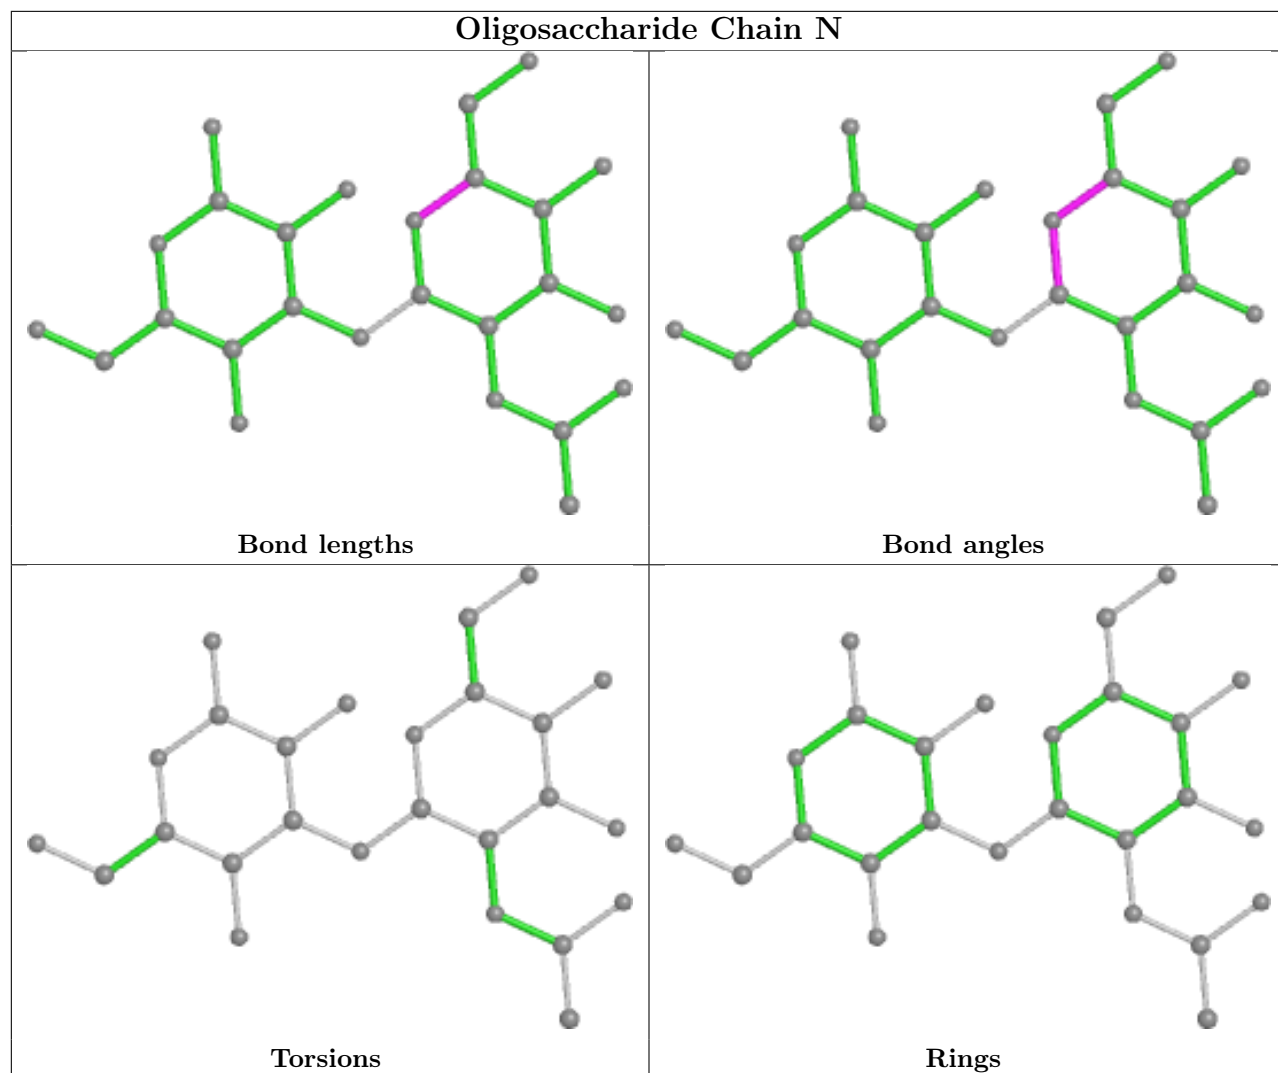 Oligosaccharide Chain N
Bond lengths
Bond angles
Torsions
Rings